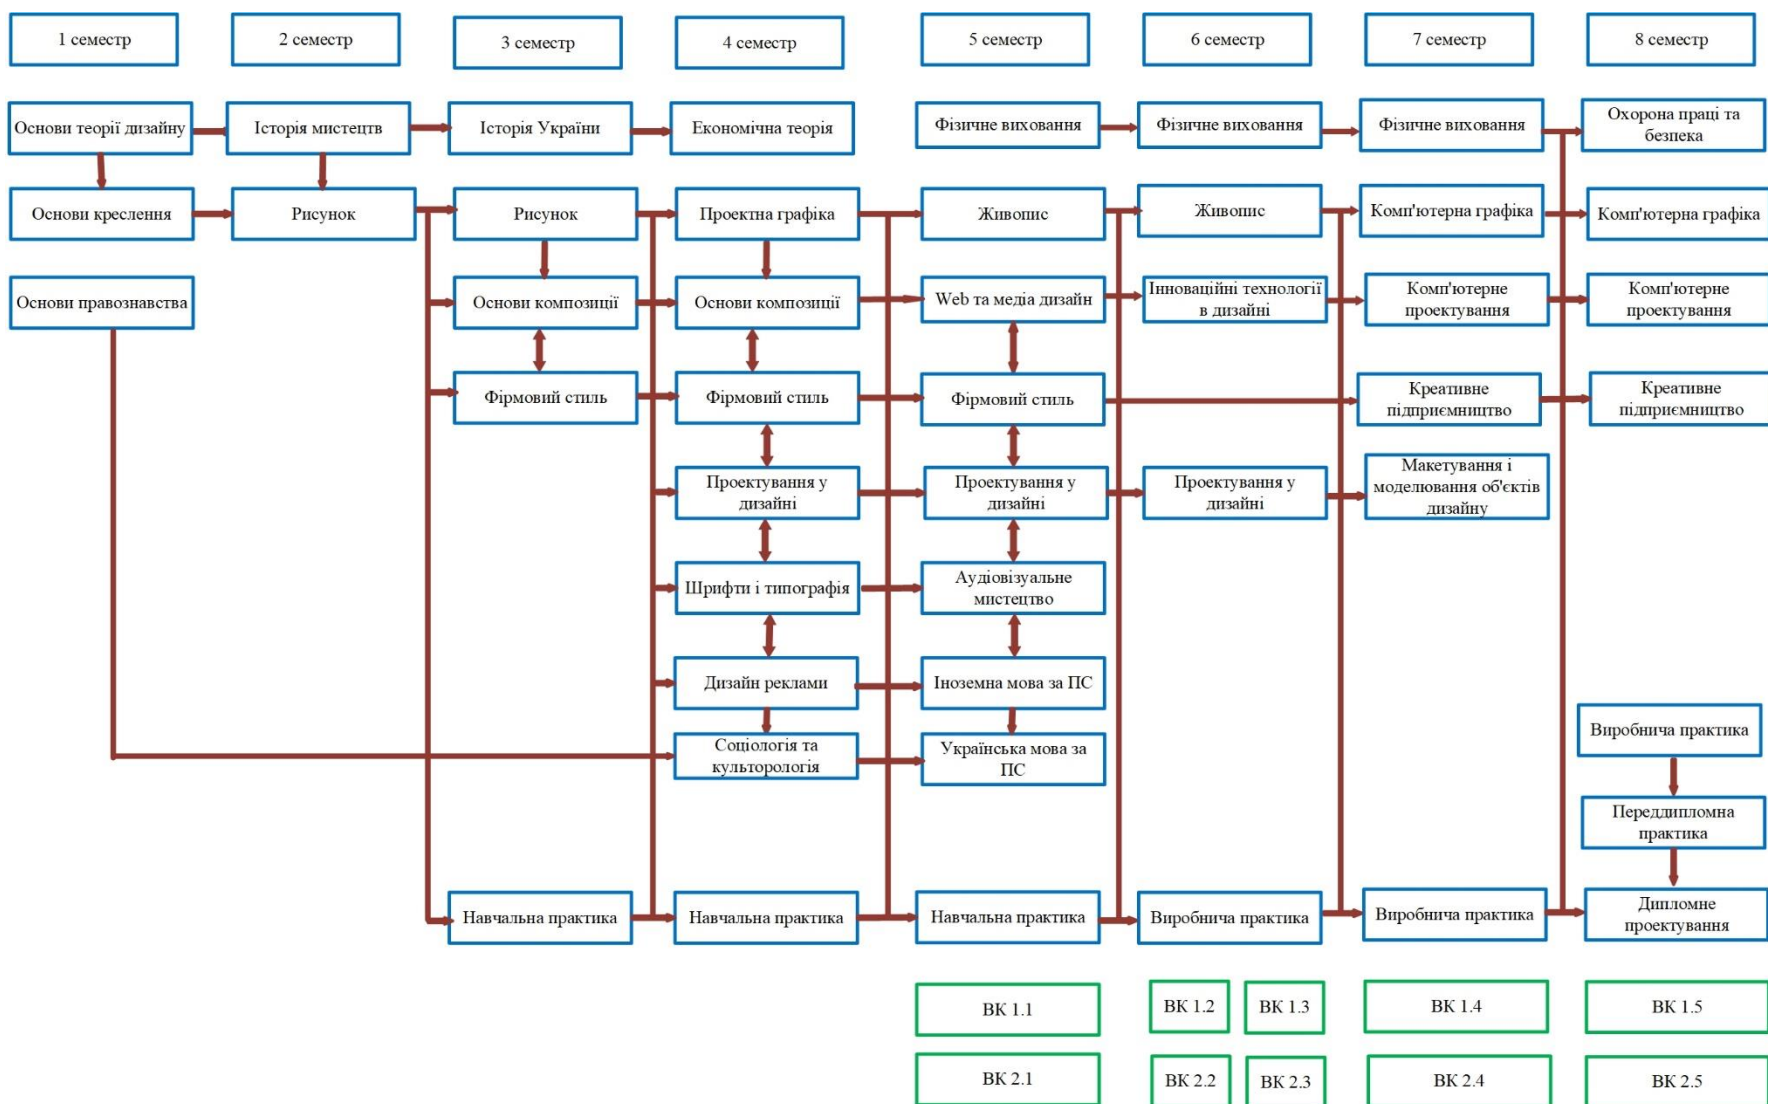 1 семестр
2 семестр
3 семестр
4 семестр
5 семестр
6 семестр
7 семестр
8 семестр
Основи теорії дизайну
Історія мистецтв
Історія України
Економічна теорія
Фізичне виховання
Фізичне виховання
Фізичне виховання
Охорона праці та
безпека
Основи креслення
Рисунок
Рисунок
Проектна графіка
Живопис
Живопис
Комп'ютерна графіка
Комп'ютерна графіка
Основи правознавства
Основи композиції
Основи композиції
Web та медіа дизайн
Інноваційні технології
в дизайні
Комп'ютерне
проектування
Комп'ютерне
проектування
Фірмовий стиль
Фірмовий стиль
Фірмовий стиль
Креативне
підприємництво
Креативне
підприємництво
Проектування у
дизайні
Проектування у
дизайні
Проектування у
дизайні
Макетування і
моделювання об'єктів
дизайну
Шрифти і типографія
Аудіовізуальне
мистецтво
Дизайн реклами
Іноземна мова за ПС
Соціологія та
культорологія
Українська мова за
ПС
Виробнича практика
Переддипломна
практика
Навчальна практика
Навчальна практика
Навчальна практика
Виробнича практика
Виробнича практика
Дипломне
проектування
ВК 1.1
ВК 1.2
ВК 1.3
ВК 1.4
ВК 1.5
ВК 2.1
ВК 2.2
ВК 2.3
ВК 2.4
ВК 2.5